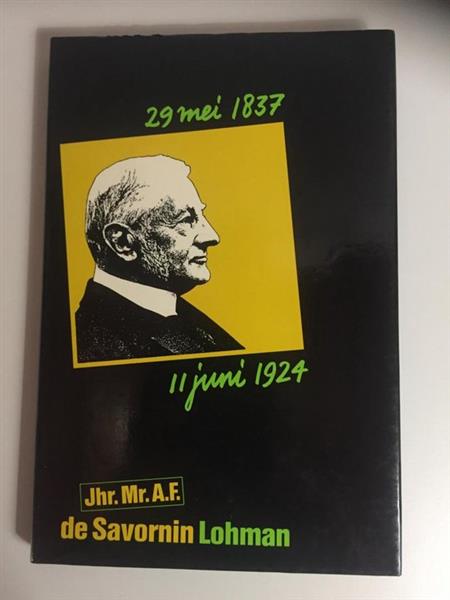 29 mei 1837
11 juni 1924
Jhr. Mr. A.F.
de Savornin Lohman